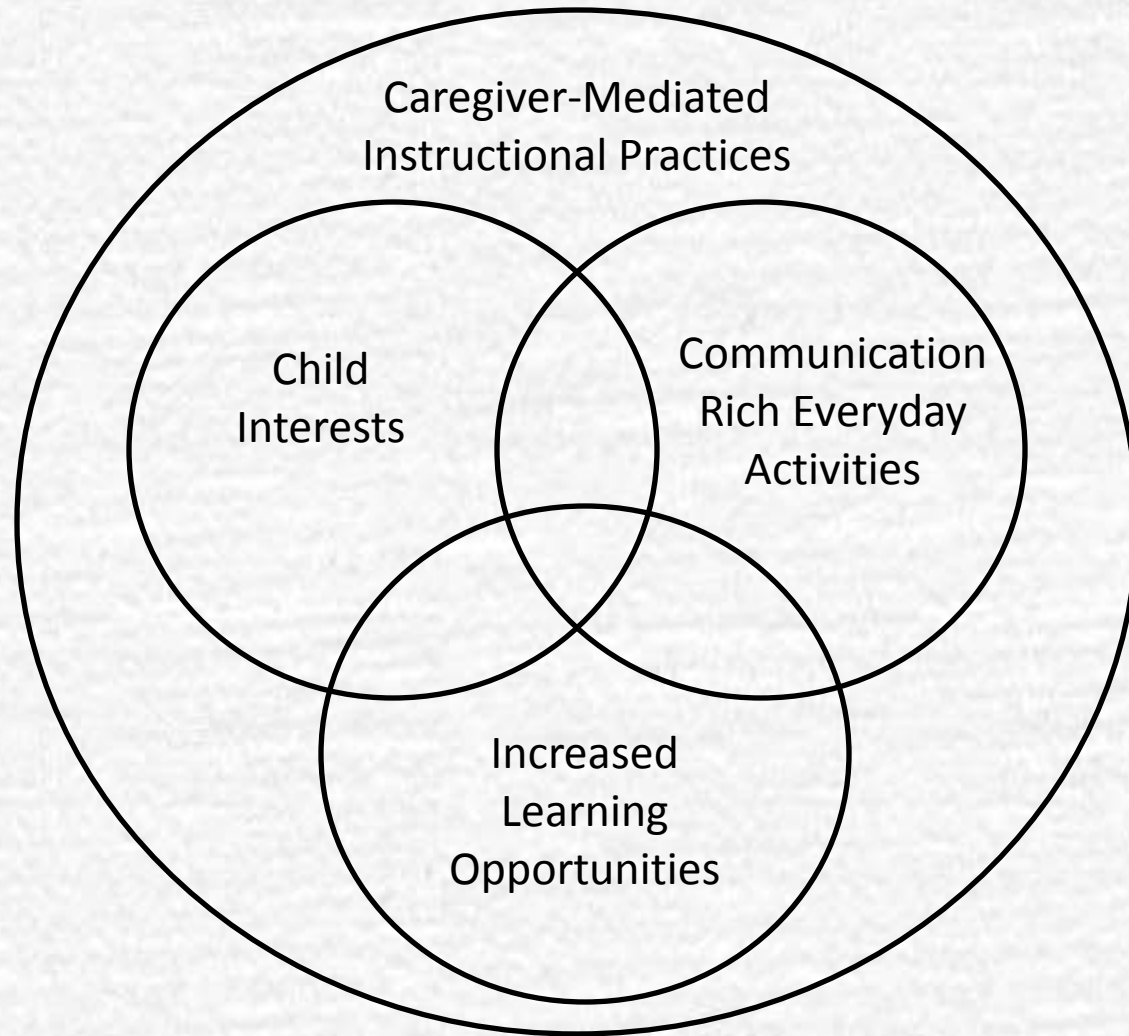 Caregiver-Mediated
Instructional Practices
Child
Interests
Communication
Rich Everyday
Activities
Increased
Learning
Opportunities